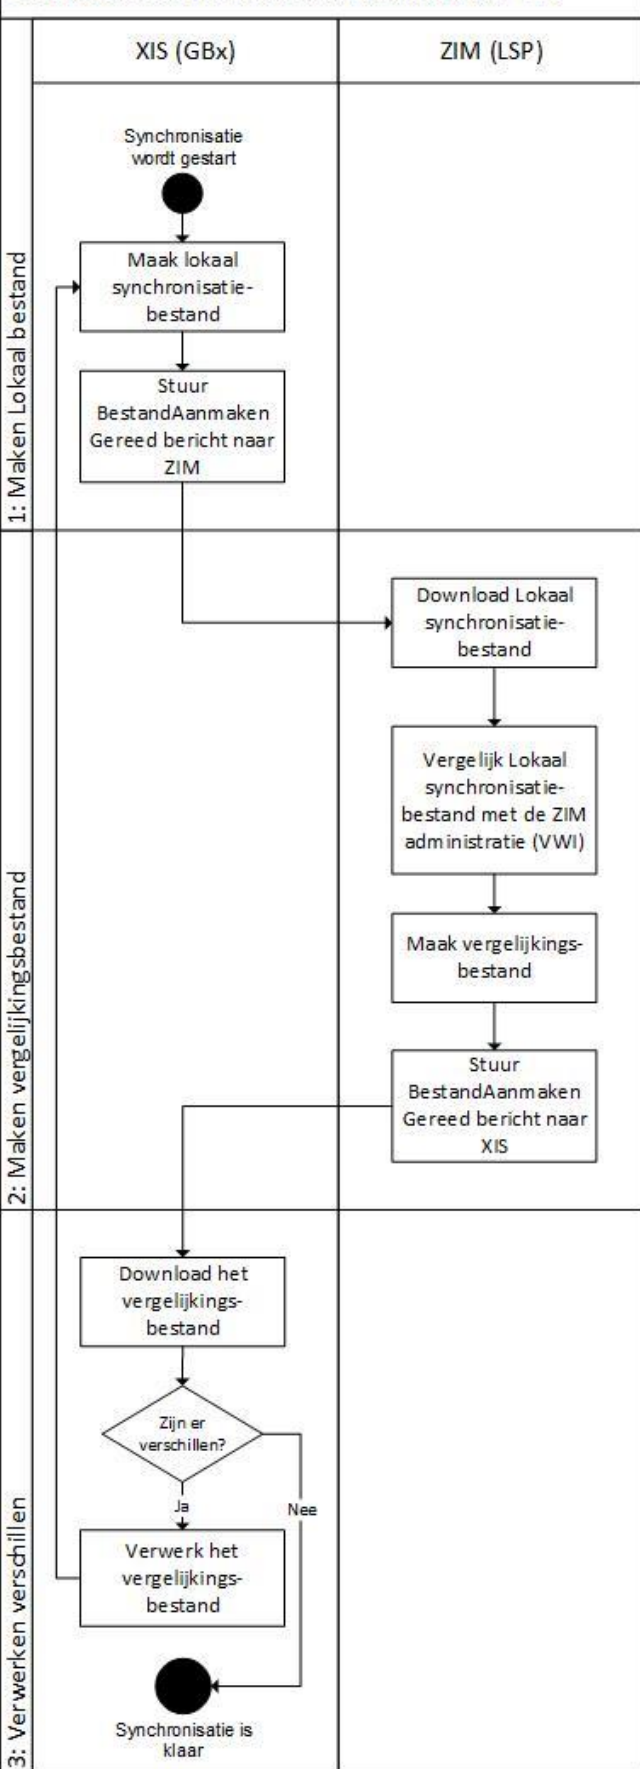 XIS (GBx)
ZIM (LSP)
1: Maken Lokaal bestand
Synchronisatie
wordt gestart
Maak lokaal
synchronisatie-
bestand
Stuur
BestandAanmaken
Gereed bericht naar
ZIM
2: Maken vergelijkingsbestand
Download Lokaal
synchronisatie-
bestand
Vergelijk Lokaal
synchronisatie-
bestand met de ZIM
administratie (VWI)
Maak vergelijkings-
bestand
Stuur
BestandAanmaken
Gereed bericht naar
XIS
3: Verwerken verschillen
Download het
vergelijkings-
bestand
Zijn er
verschillen?
Ja
Nee
Verwerk het
vergelijkings-
bestand
Synchronisatie is
klaar